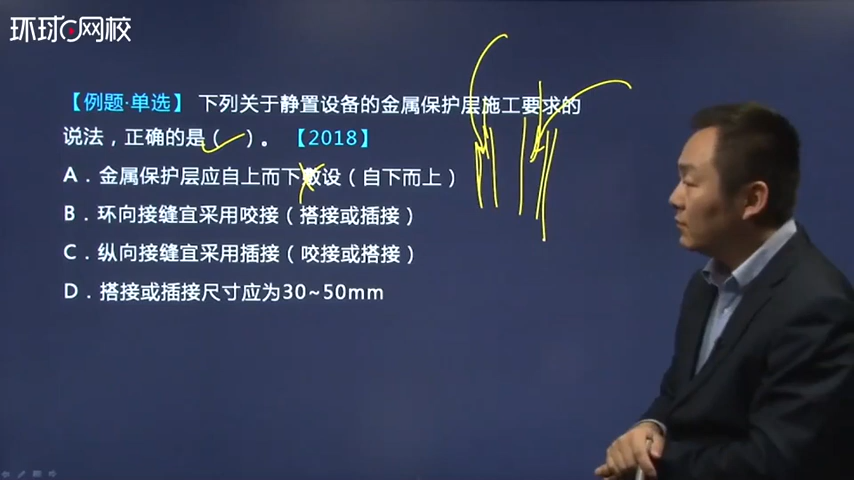 环球网校
【例题·单选】 下列关于静置设备的金属保护层施工要求的
说法，正确的是（ ）。 【2018】
A．金属保护层应自上而下敷设（自下而上）
B．环向接缝宜采用咬接（搭接或插接）
C．纵向接缝宜采用插接（咬接或搭接）
D．搭接或插接尺寸应为30~50mm